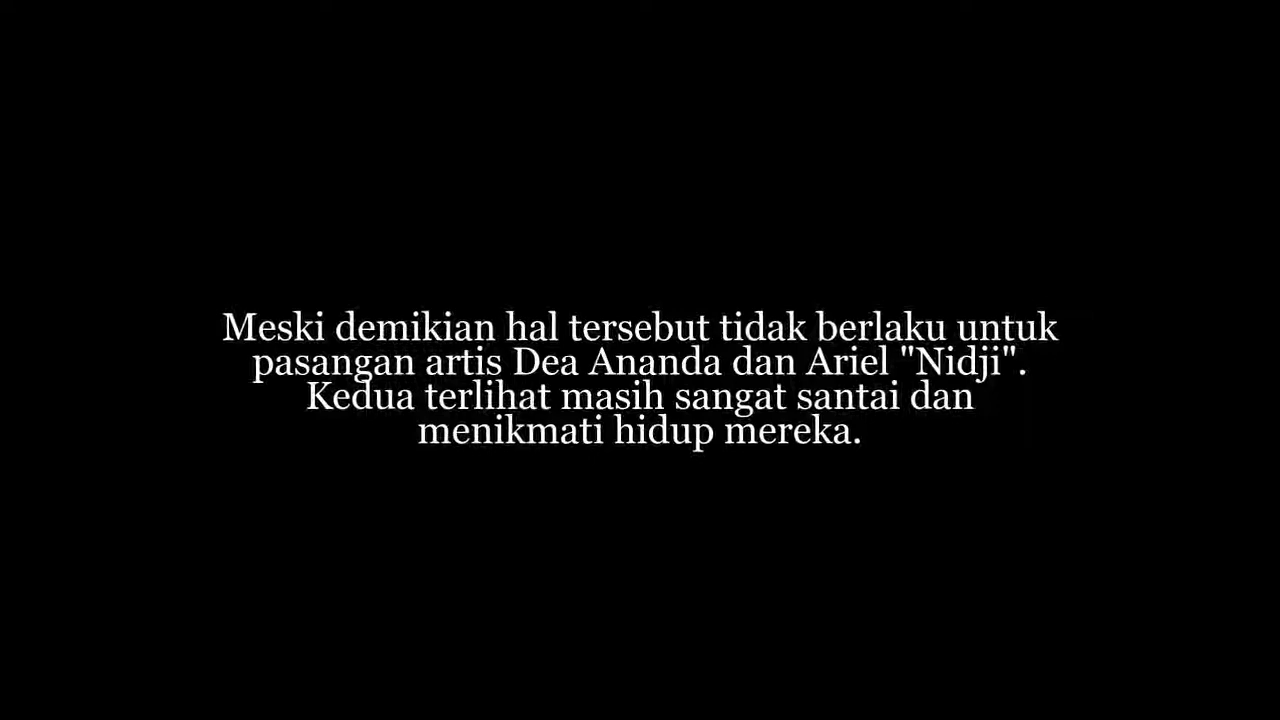 Meski demikian hal tersebut tidak berlaku untuk
pasangan artis Dea Ananda dan Ariel "Nidji".
Kedua terlihat masih sangat santai dan
menikmati hidup mereka.